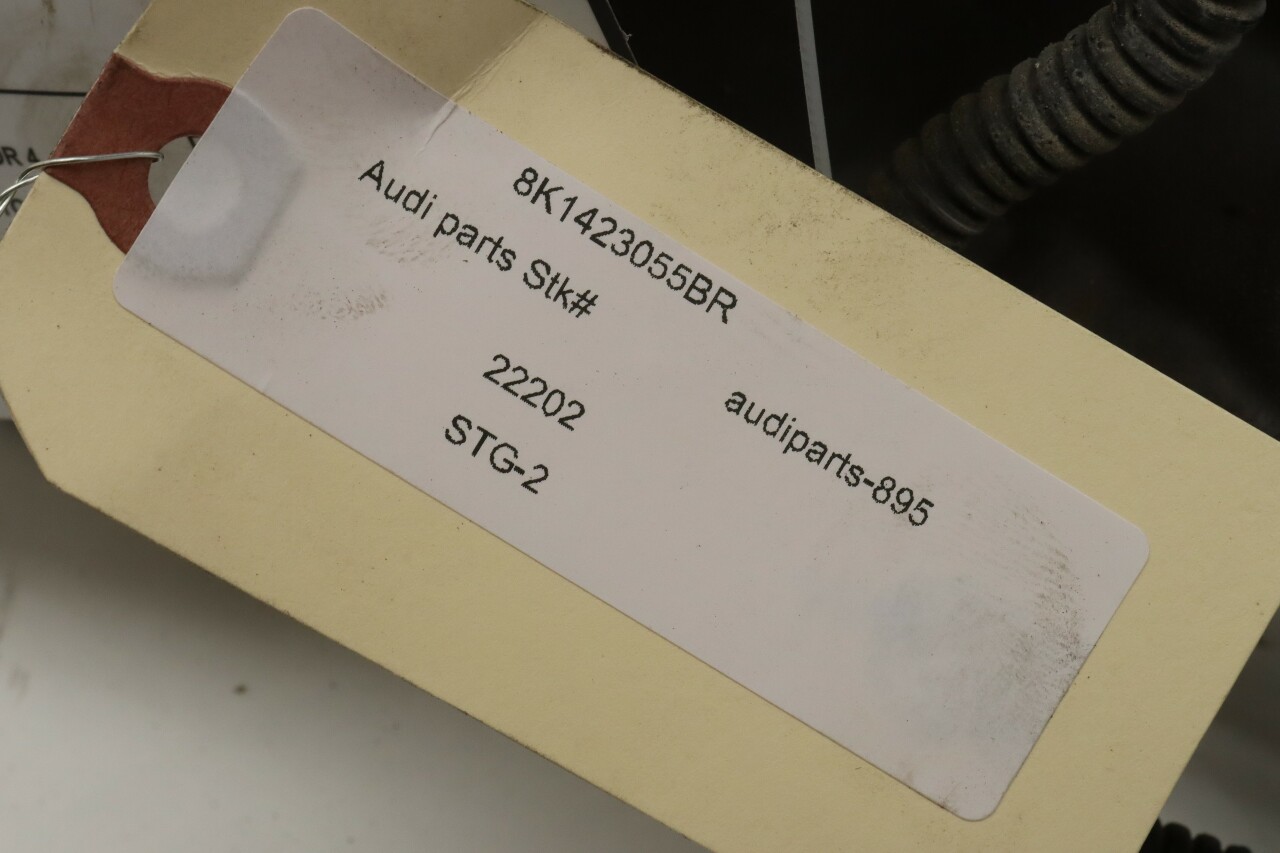 8K1423055BR
Audi parts Stk#
22202
audiparts-895
STG-2